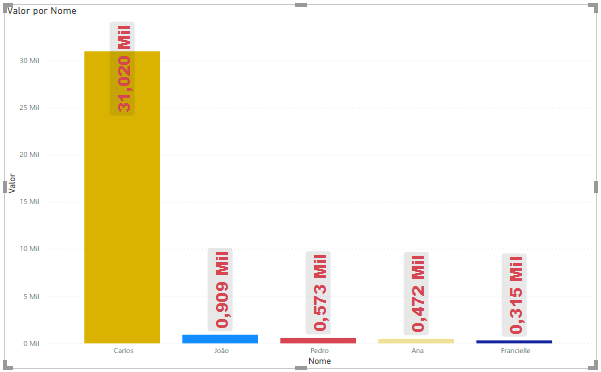 Valor por Nome
Valor
30 Mil
25 Mil
20 Mil
15 Mil
10 Mil
5 Mil
0 Mil
31,020 Mil
0,909 Mil
0,573 Mil
0,472 Mil
0,315 Mil
Carlos
João
Pedro
Ana
Francielle
Nome